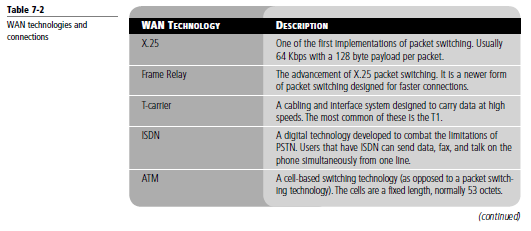 Table 7-2
WAN technologies and
connections
WAN TECHNOLOGY DESCRIPTION
X.25 One of the first implementations of packet switching. Usually
64 Kbps with a 128 byte payload per packet.
Frame Relay The advancement of X.25 packet switching. It is a newer form
of packet switching designed for faster connections.
T-carrier A cabling and interface system designed to carry data at high
speeds. The most common of these is the T1.
ISDN A digital technology developed to combat the limitations of
PSTN. Users that have ISDN can send data, fax, and talk on the
phone simultaneously from one line.
ATM A cell-based switching technology (as opposed to a packet switch-
ing technology). The cells are a fixed length, normally 53 octets.
(continued)